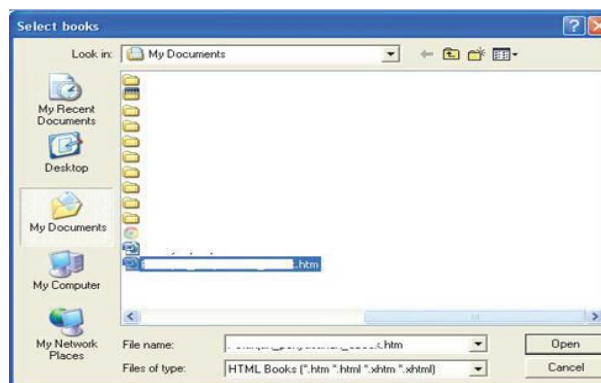 Select books
Look in:
My Documents
My Recent
Documents
Desktop
My Documents
My Computer
My Network
Places
.htm
File name:
.htm
Open
Files of type:
HTML Books (*.htm *.html *.xhtm *.xhtml)
Cancel